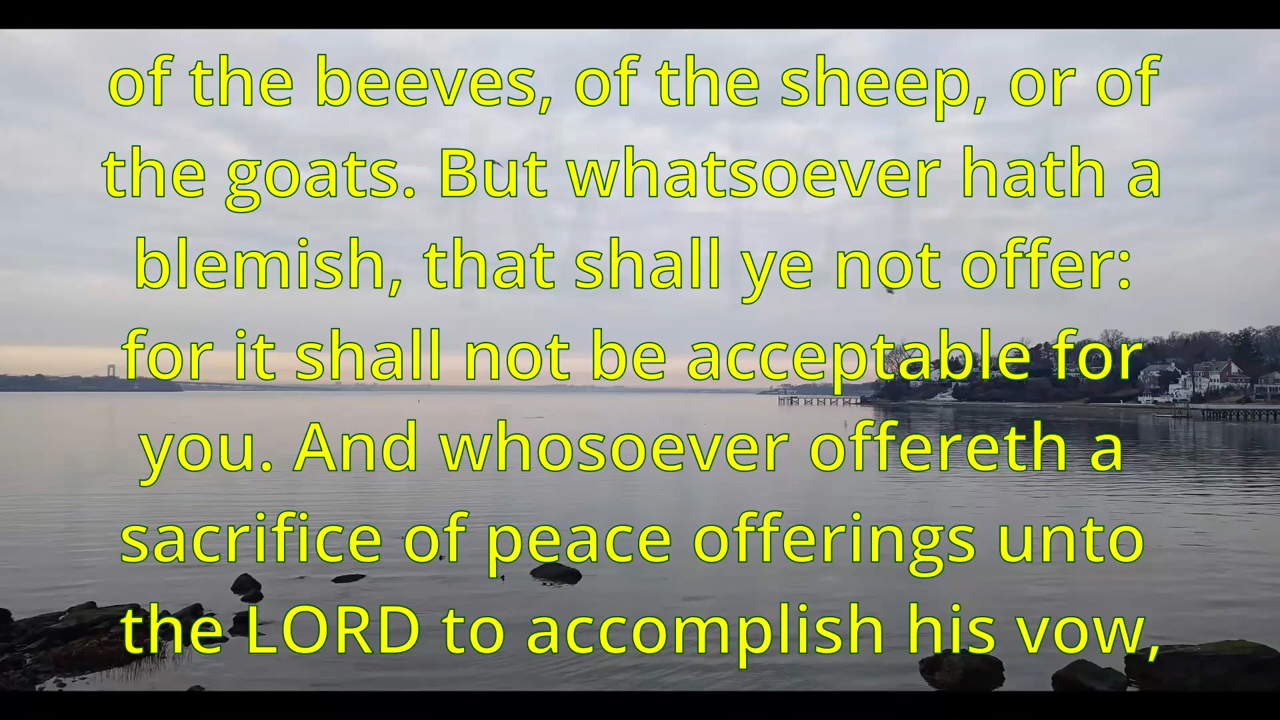 of the beeves, of the sheep, or of
the goats. But whatsoever hath a
blemish, that shall ye not offer:
for it shall not be acceptable for
you. And whosoever offereth a
sacrifice of peace offerings unto
the LORD to accomplish his vow,